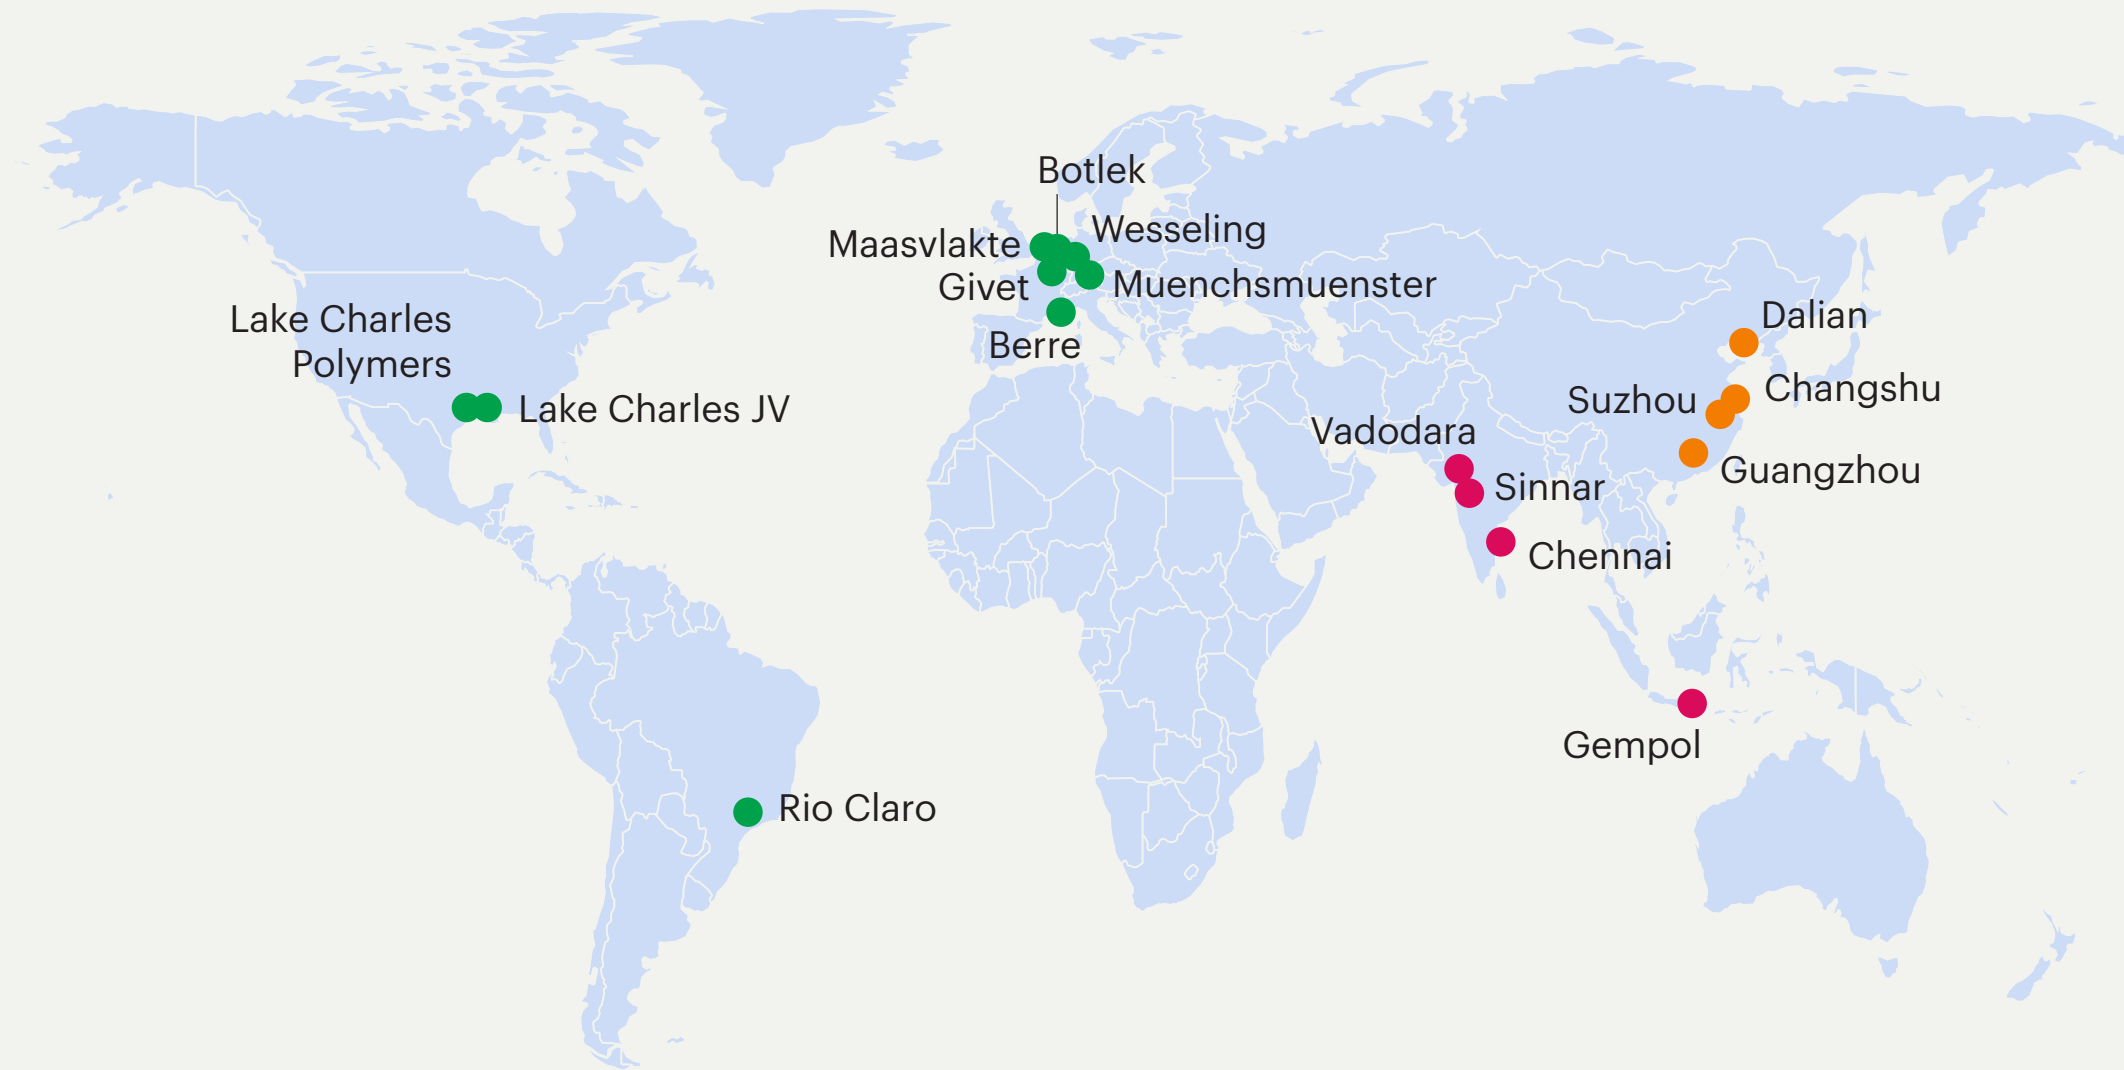 Botlek
Wesseling
Maasvlakte
Givet
Muenchsmuenster
Berre
Lake Charles
Polymers
Lake Charles JV
Dalian
Changshu
Suzhou
Vadodara
Guangzhou
Sinnar
Chennai
Gempol
Rio Claro